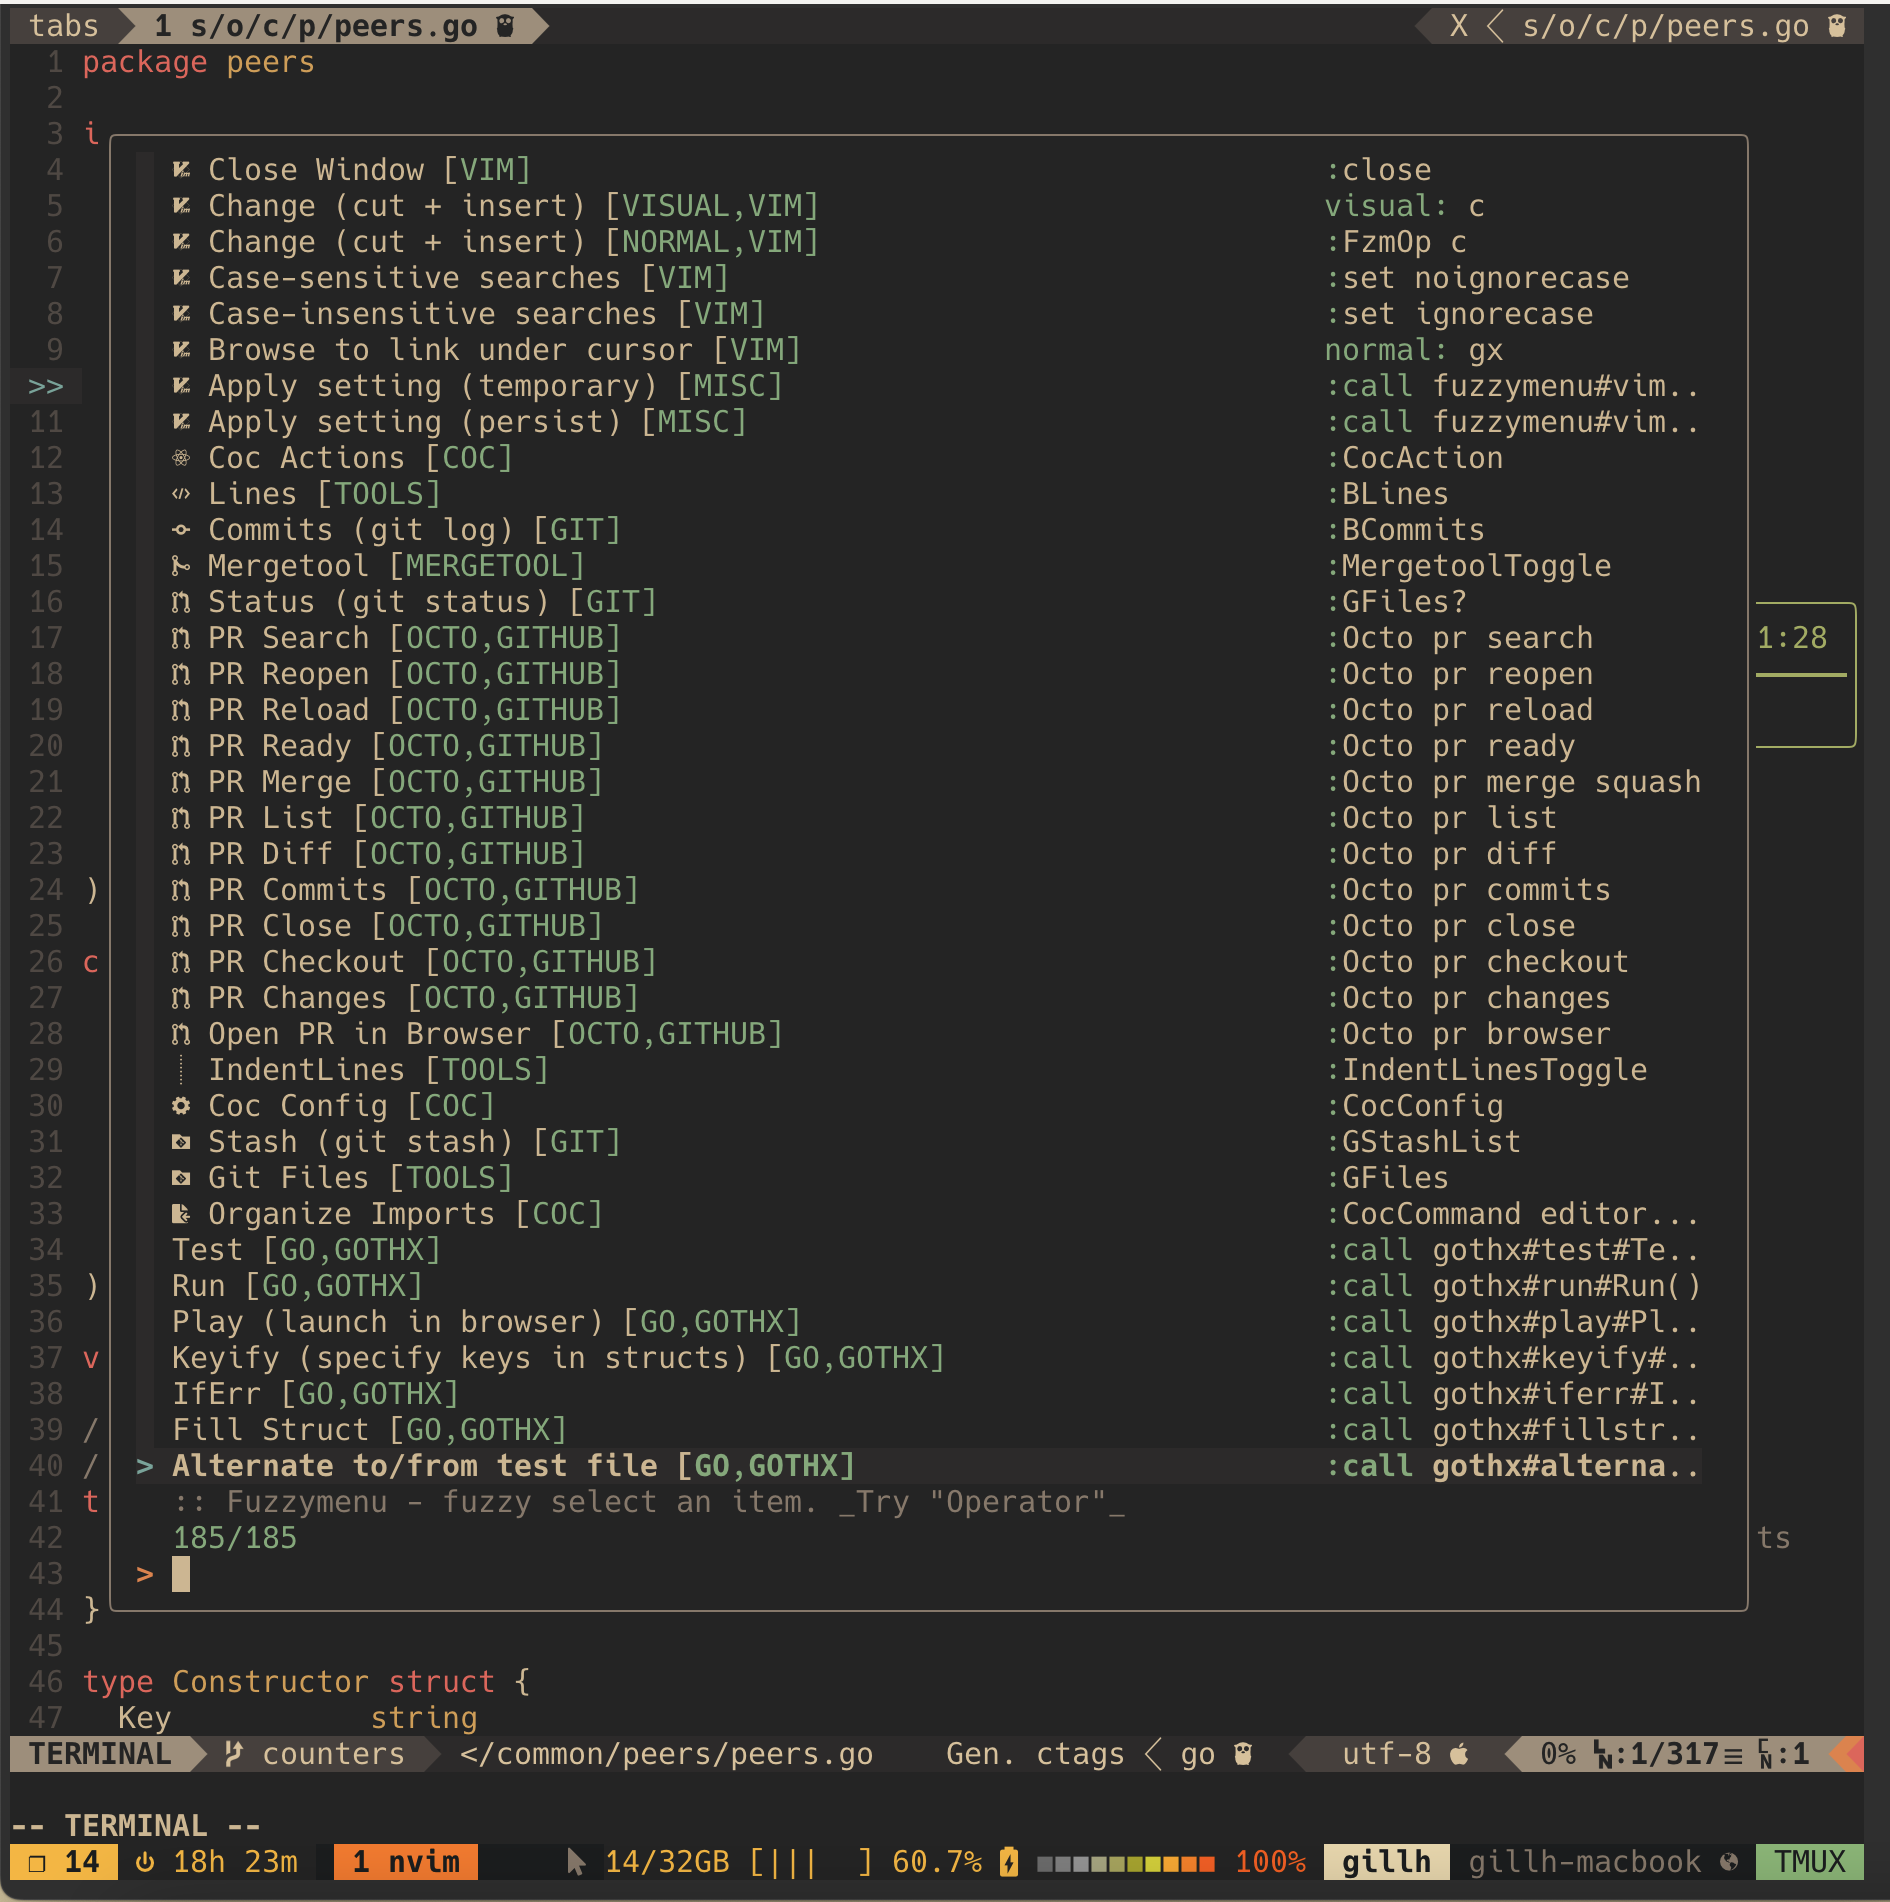 tabs 1 s/o/c/p/peers.go X s/o/c/p/peers.go
1 package peers
2
3 i
4 Close Window [VIM] :close
5 Change (cut + insert) [VISUAL,VIM] visual: c
6 Change (cut + insert) [NORMAL,VIM] :FzmOp c
7 Case-sensitive searches [VIM] :set noignorecase
8 Case-insensitive searches [VIM] :set ignorecase
9 Browse to link under cursor [VIM] normal: gx
>> Apply setting (temporary) [MISC] :call fuzzymenu#vim..
11 Apply setting (persist) [MISC] :call fuzzymenu#vim..
12 Coc Actions [COC] :CocAction
13 Lines [TOOLS] :BLines
14 Commits (git log) [GIT] :BCommits
15 Mergetool [MERGETOOL] :MergetoolToggle
16 Status (git status) [GIT] :GFiles?
17 PR Search [OCTO,GITHUB] :Octo pr search 1:28
18 PR Reopen [OCTO,GITHUB] :Octo pr reopen
19 PR Reload [OCTO,GITHUB] :Octo pr reload
20 PR Ready [OCTO,GITHUB] :Octo pr ready
21 PR Merge [OCTO,GITHUB] :Octo pr merge squash
22 PR List [OCTO,GITHUB] :Octo pr list
23 PR Diff [OCTO,GITHUB] :Octo pr diff
24 ) PR Commits [OCTO,GITHUB] :Octo pr commits
25 PR Close [OCTO,GITHUB] :Octo pr close
26 c PR Checkout [OCTO,GITHUB] :Octo pr checkout
27 PR Changes [OCTO,GITHUB] :Octo pr changes
28 Open PR in Browser [OCTO,GITHUB] :Octo pr browser
29 IndentLines [TOOLS] :IndentLinesToggle
30 Coc Config [COC] :CocConfig
31 Stash (git stash) [GIT] :GStashList
32 Git Files [TOOLS] :GFiles
33 Organize Imports [COC] :CocCommand editor...
34 Test [GO,GOTHX] :call gothx#test#Te..
35 ) Run [GO,GOTHX] :call gothx#run#Run()
36 Play (launch in browser) [GO,GOTHX] :call gothx#play#Pl..
37 v Keyify (specify keys in structs) [GO,GOTHX] :call gothx#keyify#..
38 IfErr [GO,GOTHX] :call gothx#iferr#I..
39 / Fill Struct [GO,GOTHX] :call gothx#fillstr..
40 / > Alternate to/from test file [GO,GOTHX] :call gothx#alterna..
41 t :: Fuzzymenu - fuzzy select an item. _Try "Operator"_
42 185/185 ts
43 >
44 }
45
46 type Constructor struct {
47 Key string
TERMINAL counters </common/peers/peers.go Gen. ctags go utf-8 0% LN:1/317≡ CN:1
-- TERMINAL --
14 18h 23m 1 nvim 14/32GB [||| ] 60.7% 100% gillh gillh-macbook TMUX